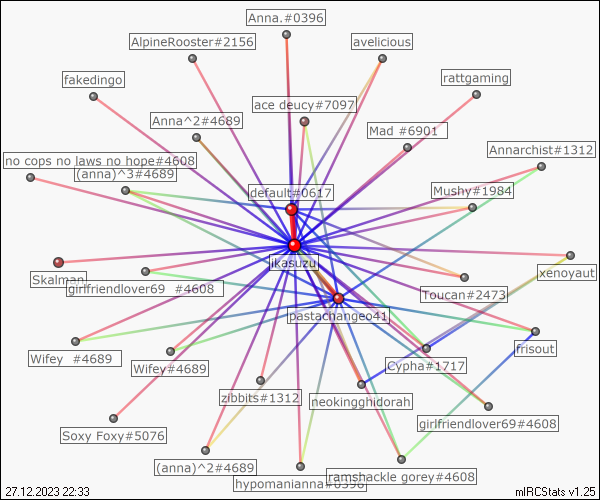 Anna.#0396
AlpineRooster#2156
avelicious
fakedingo
rattgaming
ace deucy#7097
Anna^2#4689
Mad #6901
no cops no laws no hope#4608
Annarchist#1312
(anna)^3#4689
default#0617
Mushy#1984
jikasuzu
xenoyaut
Skalman
girlfriendlover69 #4608
Toucan#2473
pastachangeo41
Wifey #4689
Wifey#4689
Cypha#1717
frisout
zibbits#1312
neokingghidorah
girlfriendlover69#4608
Soxy Foxy#5076
(anna)^2#4689
hypomanianna#0396
ramshackle gorey#4608
27.12.2023 22:33
mIRCStats v1.25